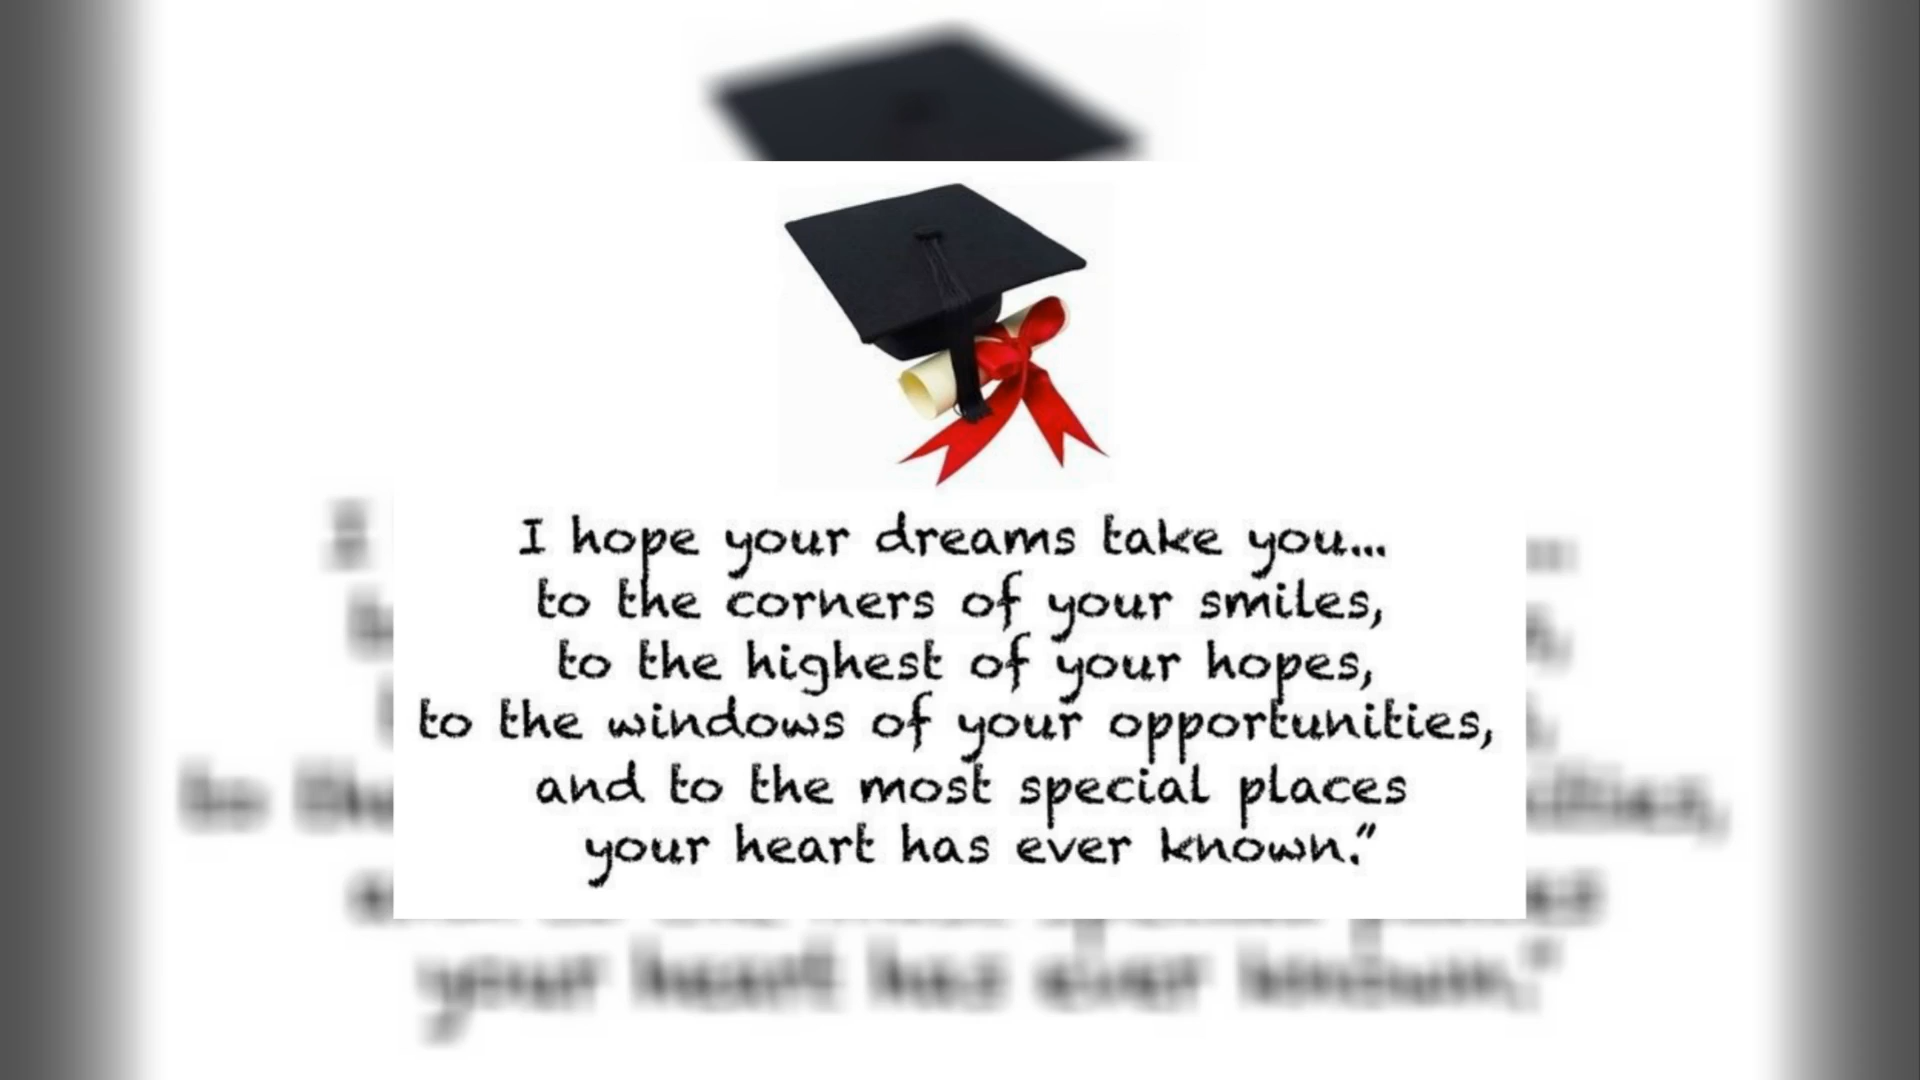 I hope your dreams take you...
to the corners of your smiles,
to the highest of your hopes,
to the windows of your opportunities,
and to the most special places
your heart has ever known.”